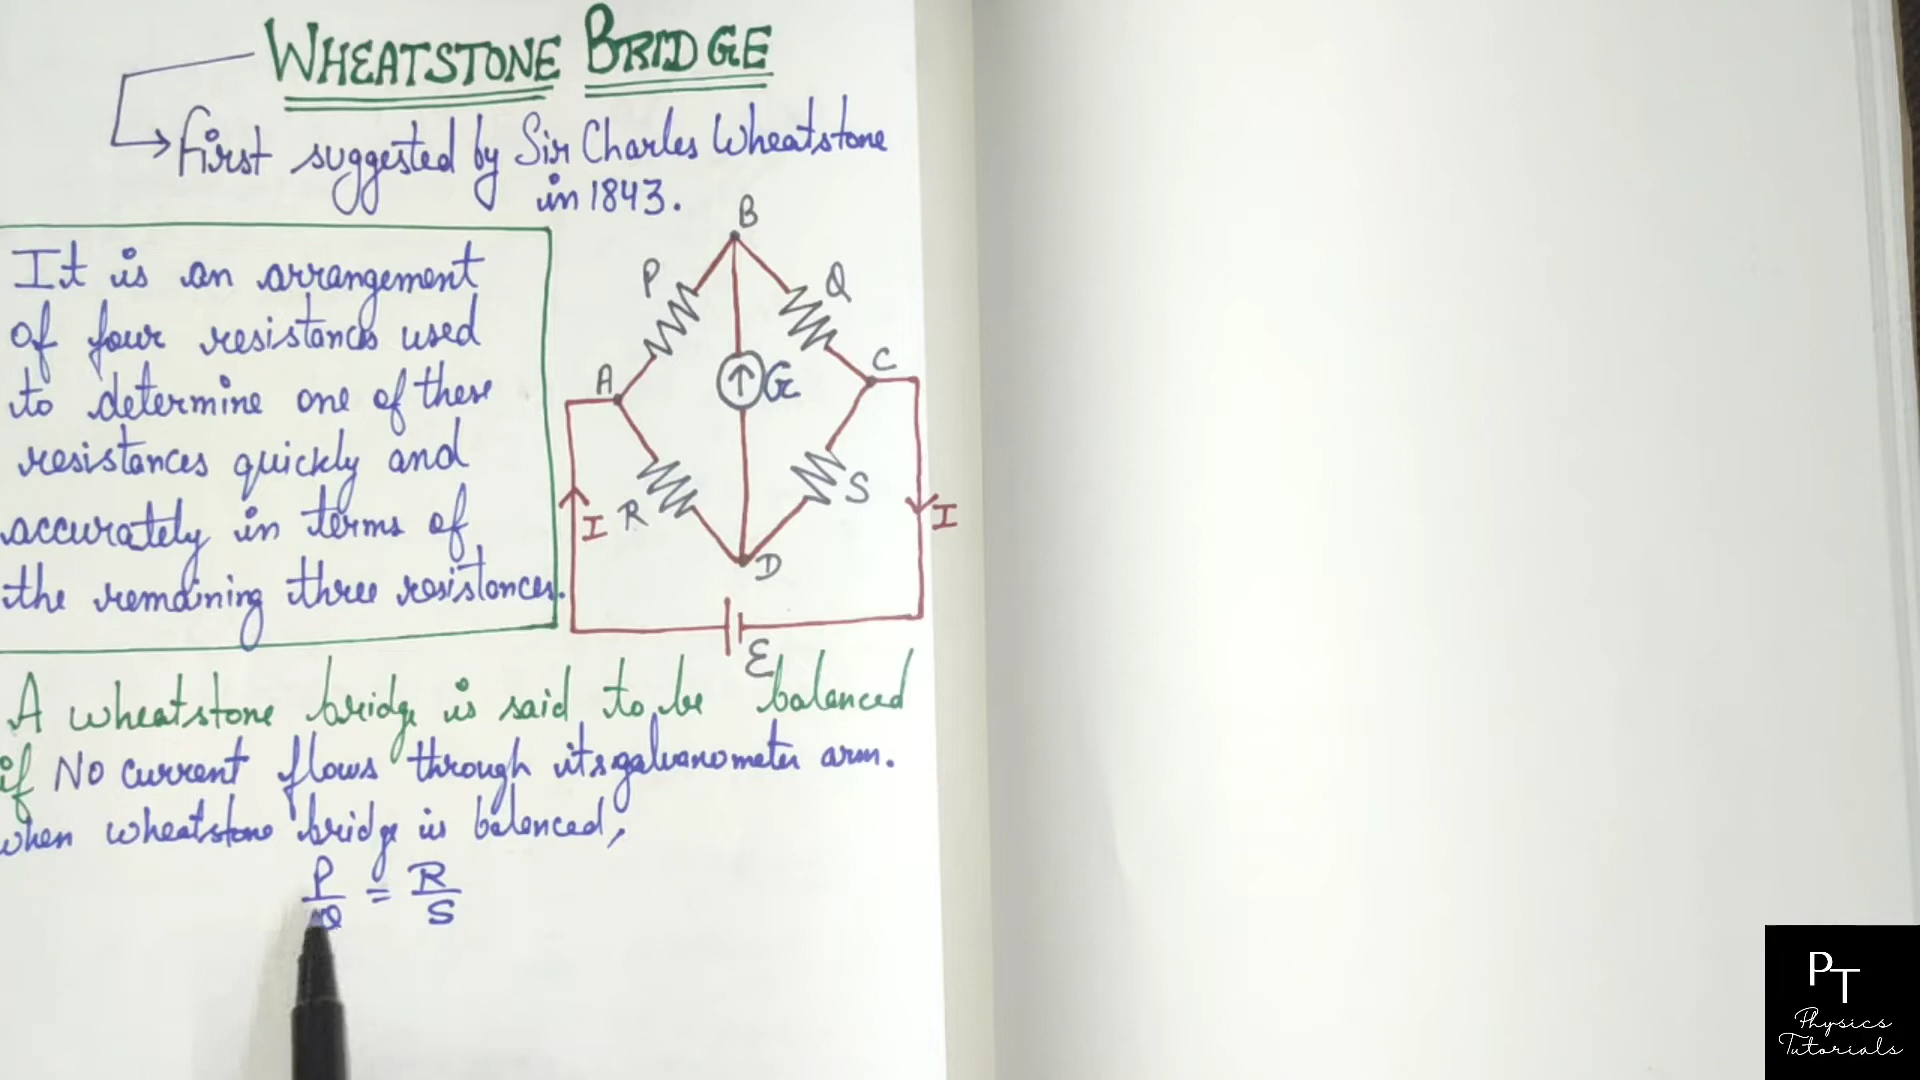 WHEATSTONE BRIDGE
First suggested by Sir Charles Wheatstone
in 1843.
It is an arrangement
of four resistances used
to determine one of these
resistances quickly and
accurately in terms of
the remaining three resistances.
B
P
Q
A
C
G
R
S
I
I
D
E
A wheatstone bridge is said to be balanced
if No current flows through its galvanometer arm.
when wheatstone bridge is balanced,
P/Q = R/S
PT
Physics
Tutorials